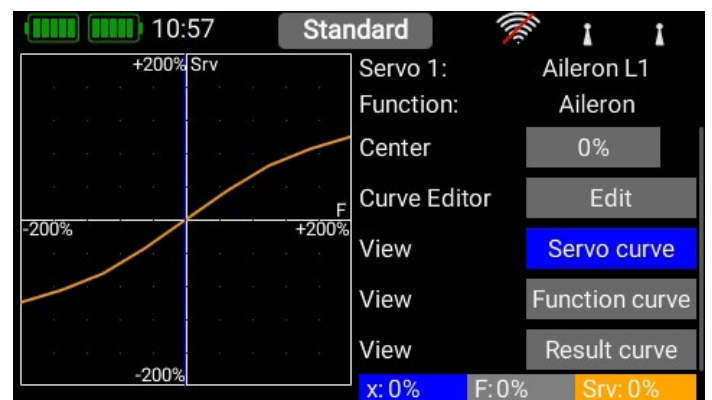 10:57 Standard
+200% Srv
F
-200% +200%
-200%
Servo 1: Aileron L1
Function: Aileron
Center 0%
Curve Editor Edit
View Servo curve
View Function curve
View Result curve
x: 0% F: 0% Srv: 0%